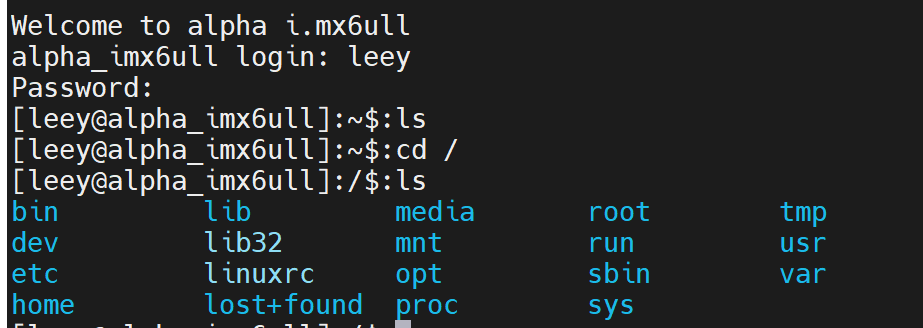 Welcome to alpha i.mx6ull
alpha_imx6ull login: leey
Password:
[leey@alpha_imx6ull]:~$:ls
[leey@alpha_imx6ull]:~$:cd /
[leey@alpha_imx6ull]:/$:ls
bin lib media root tmp
dev lib32 mnt run usr
etc linuxrc opt sbin var
home lost+found proc sys